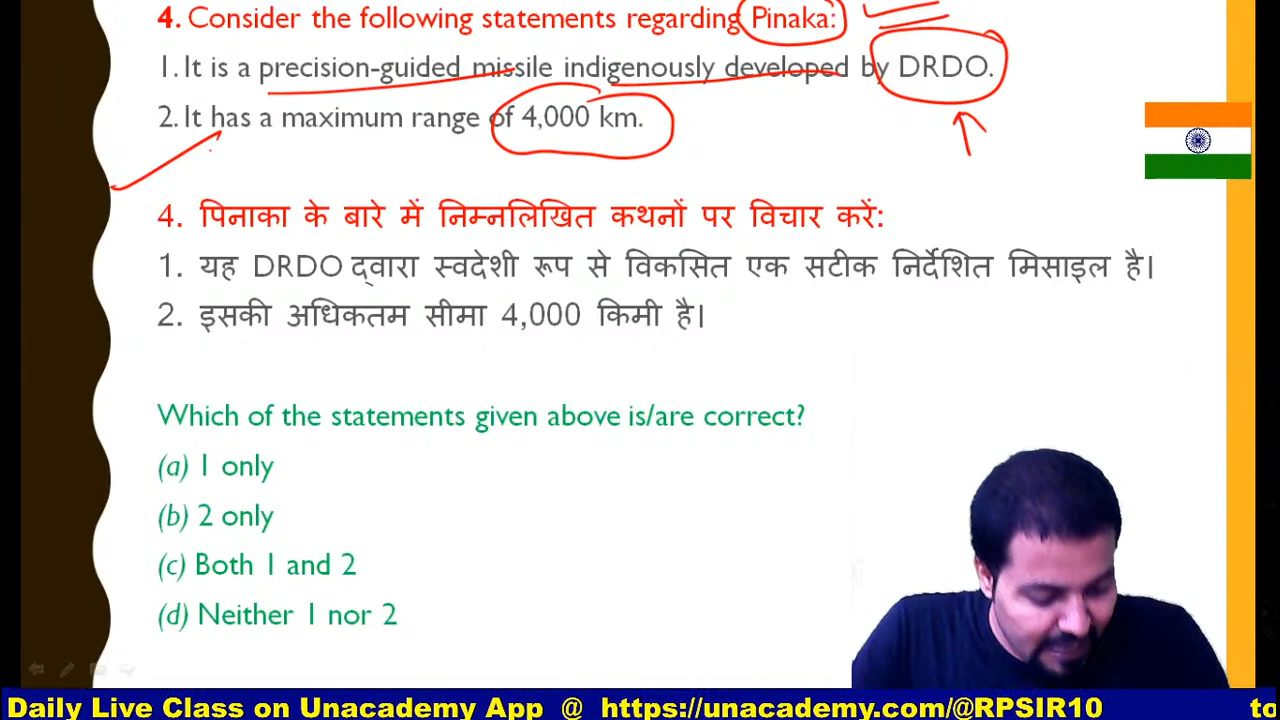 4. Consider the following statements regarding Pinaka:
1. It is a precision-guided missile indigenously developed by DRDO.
2. It has a maximum range of 4,000 km.
4. पिनाका के बारे में निम्नलिखित कथनों पर विचार करें:
1. यह DRDO द्वारा स्वदेशी रूप से विकसित एक सटीक निर्देशित मिसाइल है।
2. इसकी अधिकतम सीमा 4,000 किमी है।
Which of the statements given above is/are correct?
(a) 1 only
(b) 2 only
(c) Both 1 and 2
(d) Neither 1 nor 2
Daily Live Class on Unacademy App @ https://unacademy.com/@RPSIR10 to